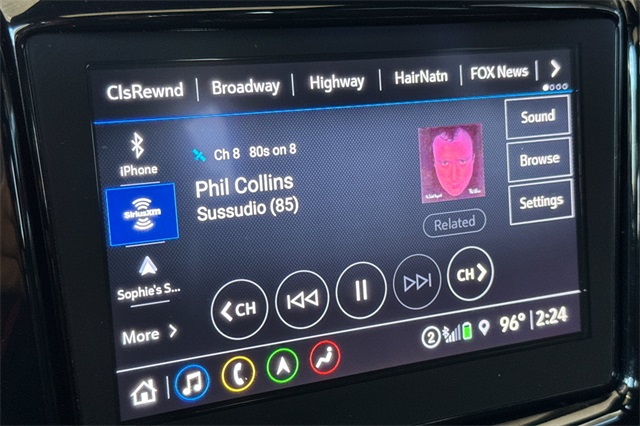 ClsRewnd
Broadway
Highway
HairNatn
FOX News
iPhone
Ch 8 80s on 8
Phil Collins
Sussudio (85)
Sound
Browse
Settings
SiriusXM
Related
Sophie's S...
CH
CH
More
2
96° 2:24